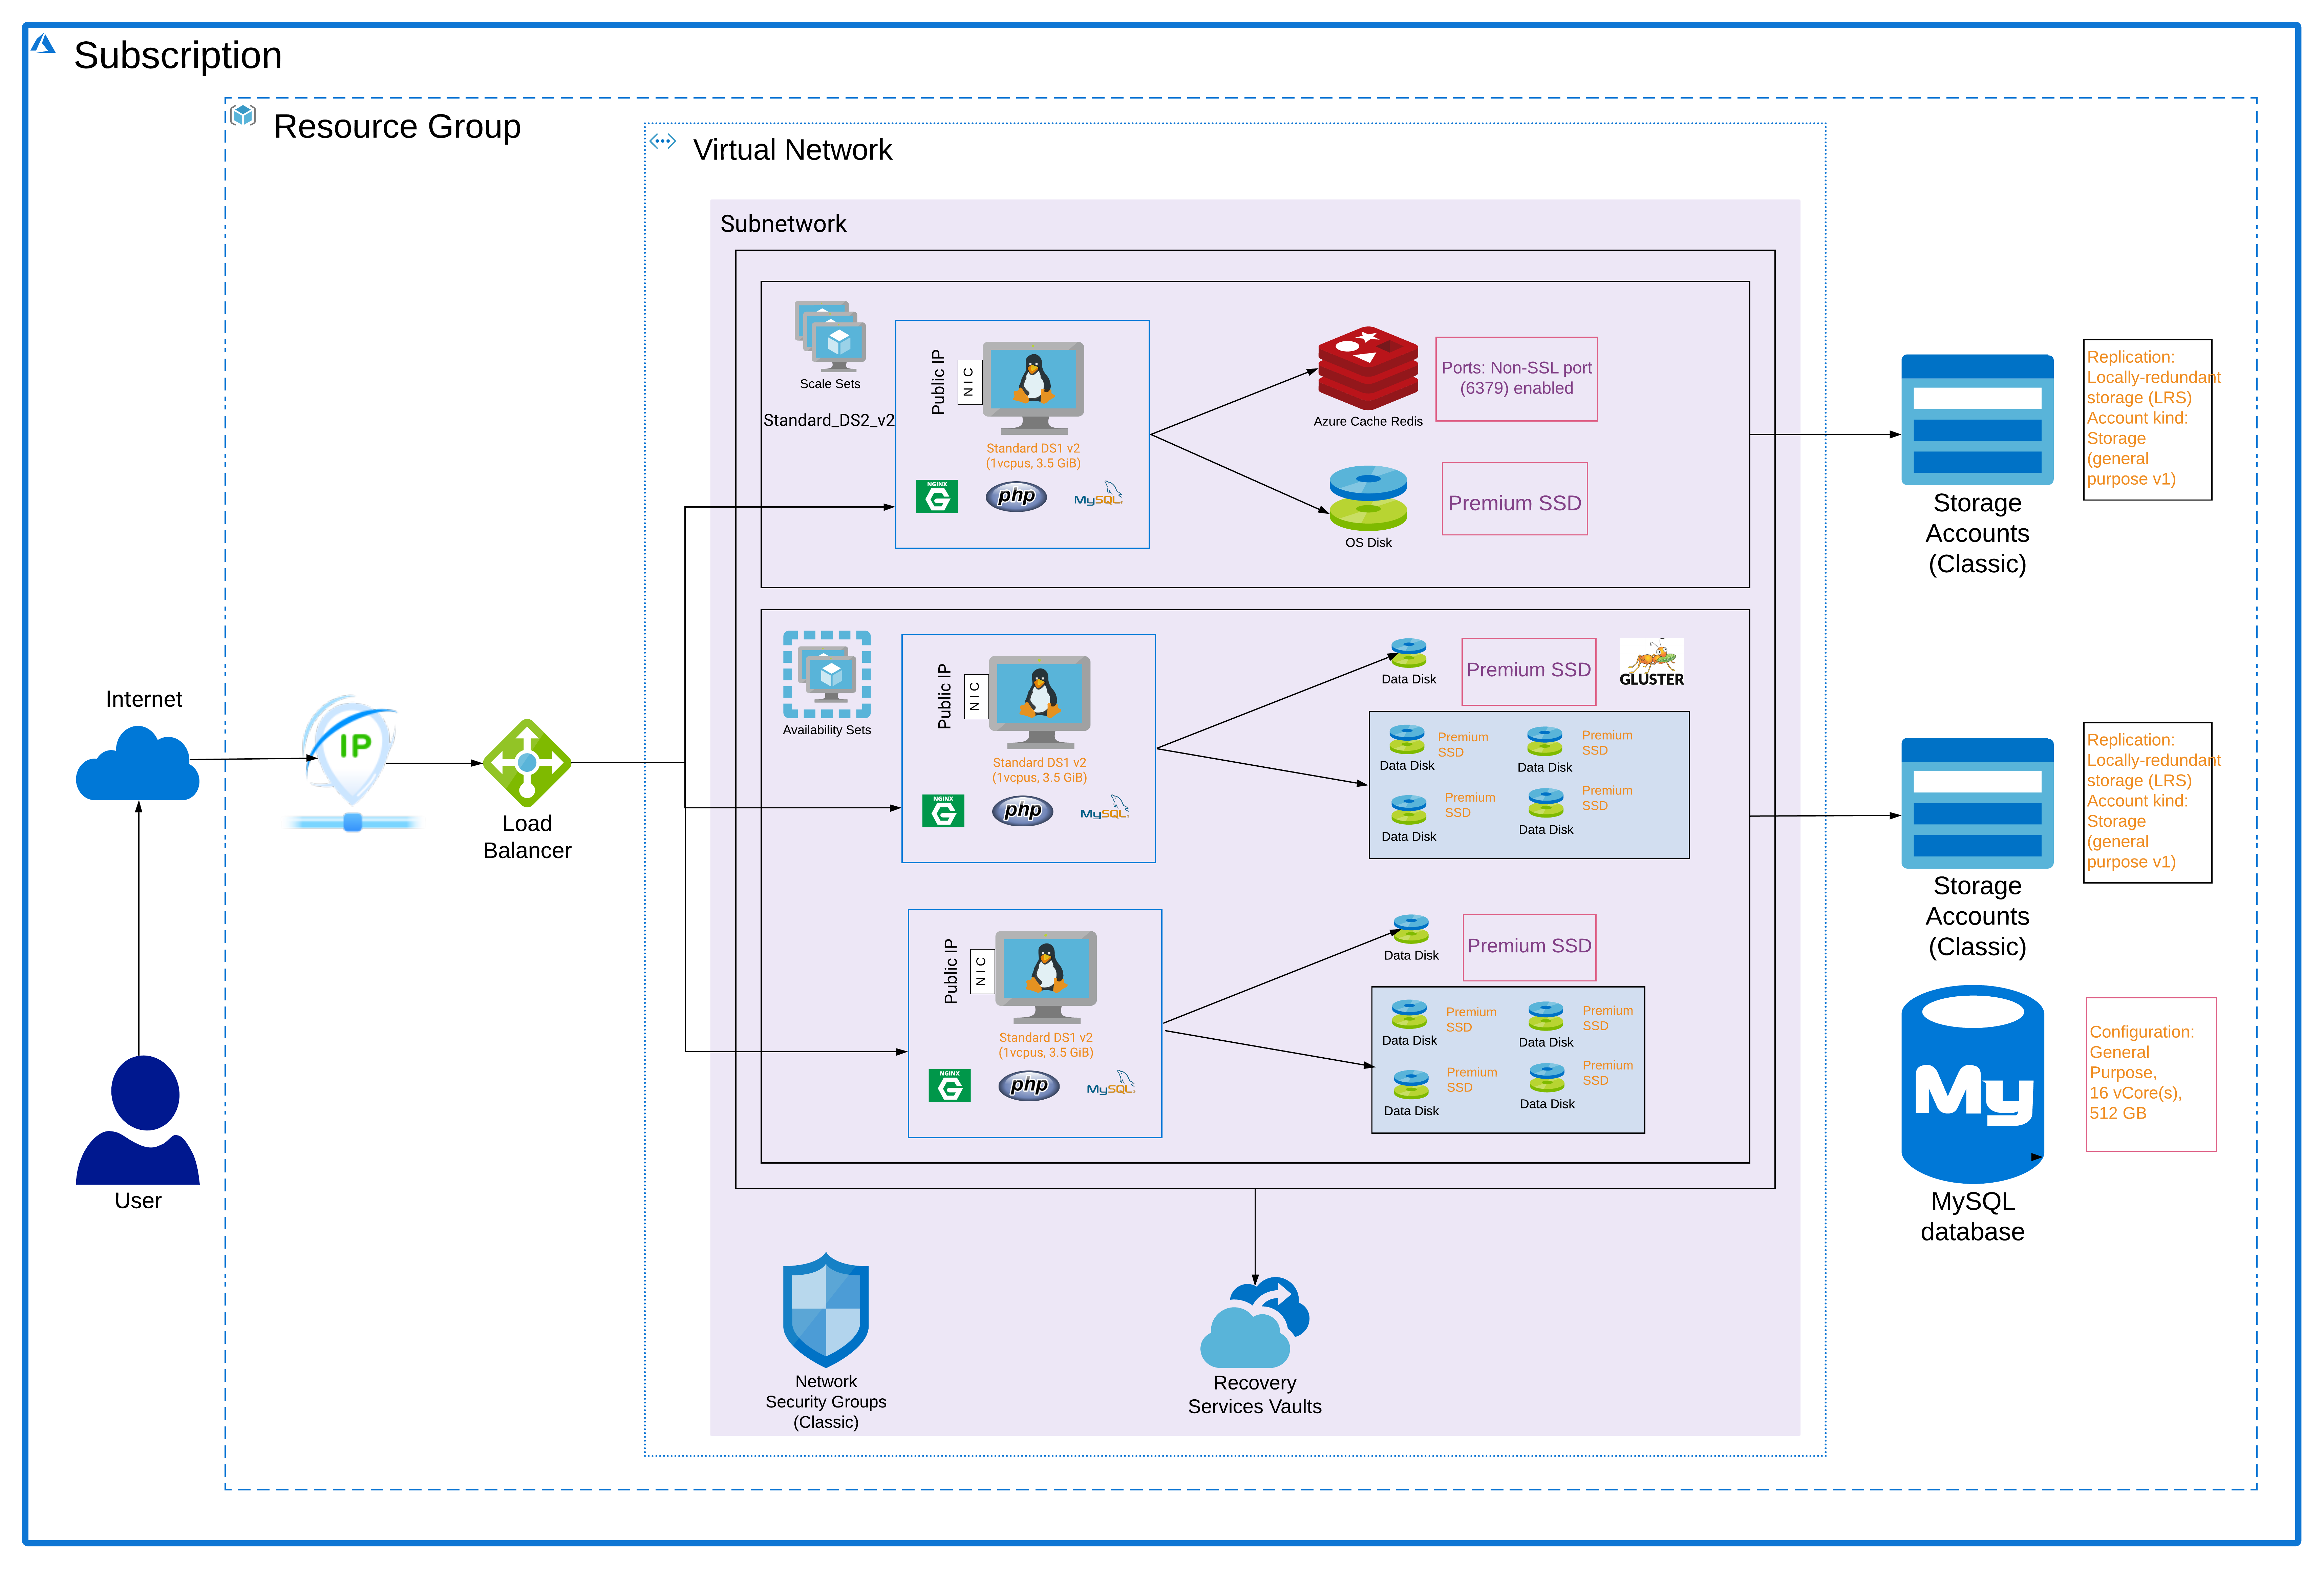 Subscription
Resource Group
Virtual Network
Subnetwork
Scale Sets
Standard_DS2_v2
Public IP
NIC
Standard DS1 v2
(1vcpus, 3.5 GiB)
NGINX
G
php
MySQL
Azure Cache Redis
Ports: Non-SSL port
(6379) enabled
OS Disk
Premium SSD
Storage
Accounts
(Classic)
Replication:
Locally-redundant
storage (LRS)
Account kind:
Storage
(general
purpose v1)
Internet
IP
Load
Balancer
User
Availability Sets
Public IP
NIC
Standard DS1 v2
(1vcpus, 3.5 GiB)
NGINX
G
php
MySQL
Data Disk
Premium SSD
GLUSTER
Data Disk
Premium
SSD
Data Disk
Premium
SSD
Data Disk
Premium
SSD
Data Disk
Premium
SSD
Storage
Accounts
(Classic)
Replication:
Locally-redundant
storage (LRS)
Account kind:
Storage
(general
purpose v1)
Public IP
NIC
Standard DS1 v2
(1vcpus, 3.5 GiB)
NGINX
G
php
MySQL
Data Disk
Premium SSD
Data Disk
Premium
SSD
Data Disk
Premium
SSD
Data Disk
Premium
SSD
Data Disk
Premium
SSD
My
MySQL
database
Configuration:
General
Purpose,
16 vCore(s),
512 GB
Network
Security Groups
(Classic)
Recovery
Services Vaults